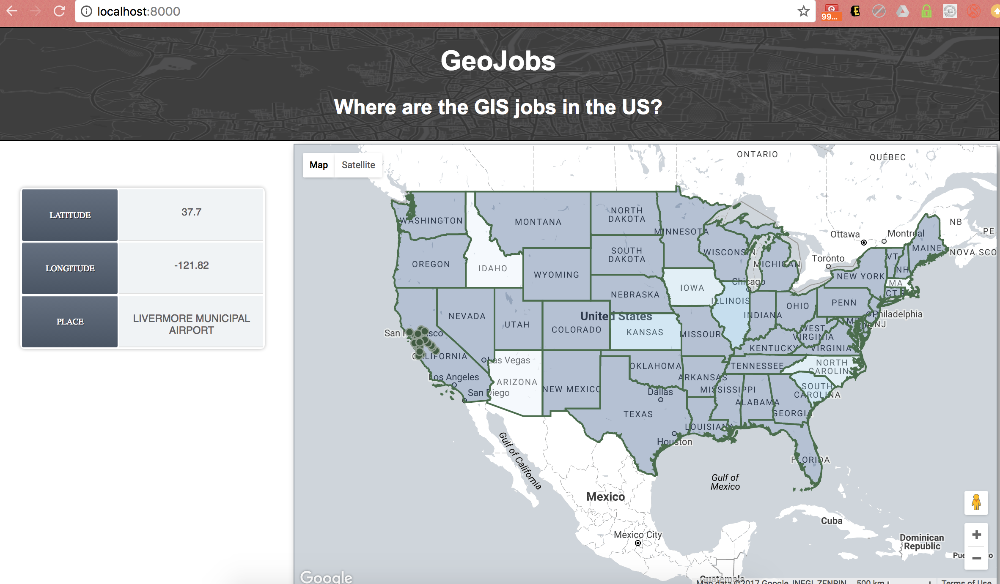 localhost:8000
99...
E
GeoJobs
Where are the GIS jobs in the US?
Map Satellite
LATITUDE 37.7
LONGITUDE -121.82
PLACE LIVERMORE MUNICIPAL
AIRPORT
ONTARIO
QUÉBEC
NB
PE
NOVA SCO
Ottawa
Montreal
Toronto
WASHINGTON
MONTANA
NORTH
DAKOTA
MINNESOTA
OREGON
IDAHO
WYOMING
SOUTH
DAKOTA
WISCONSIN
MICHIGAN
MAINE
VT
NH
NEW YORK
MA
CT
Chicago
IOWA
NEBRASKA
ILLINOIS
INDIANA
OHIO
PENN
Philadelphia
NJ
NEVADA
UTAH
COLORADO
United States
KANSAS
MISSOUR
WEST
VIRGINIA
VIRGINIA
KENTUCKY
San F sco
CALIFORNIA
Las Vegas
Los Angeles
San Diego
ARIZONA
NEW MEXICO
OKLAHOMA
ARKANSAS
TENNESSEE
NORTH
CAROLINA
SOUTH
CAROLINA
MISSISSIPPI
ALABAMA
GEORGIA
Dallas
TEXAS
LOUISIANA
Houston
FLORIDA
Gulf of California
Gulf of
Mexico
Mexico
Mexico City
Cuba
Dominican
Republic
Pue o
Guatemala
Google
Map data ©2017 Google, INEGI, ZENRIN 500 km Terms of Use